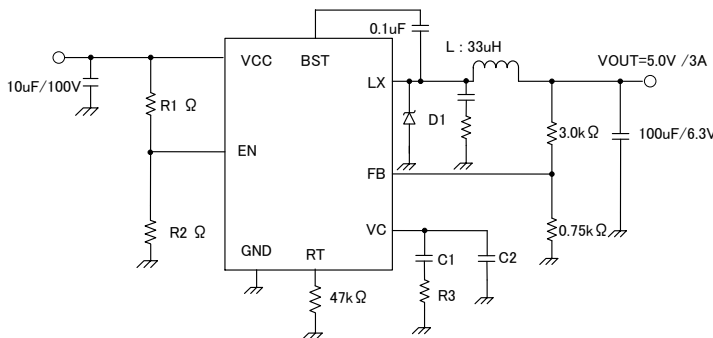 0.1uF
L : 33uH
VOUT=5.0V /3A
VCC
BST
LX
10uF/100V
R1 Ω
D1
3.0kΩ
100uF/6.3V
EN
FB
R2 Ω
VC
0.75kΩ
GND
RT
C1
C2
47kΩ
R3